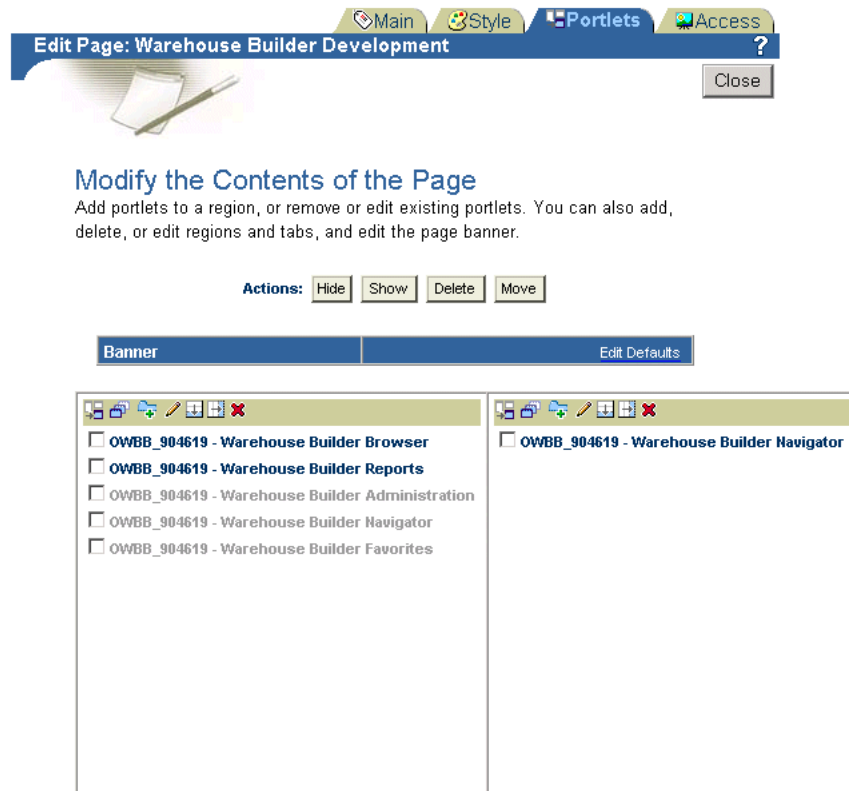 Main Style Portlets Access
Edit Page: Warehouse Builder Development ?
Close
Modify the Contents of the Page
Add portlets to a region, or remove or edit existing portlets. You can also add,
delete, or edit regions and tabs, and edit the page banner.
Actions: Hide Show Delete Move
Banner Edit Defaults
OWBB_904619 - Warehouse Builder Browser
OWBB_904619 - Warehouse Builder Reports
OWBB_904619 - Warehouse Builder Administration
OWBB_904619 - Warehouse Builder Navigator
OWBB_904619 - Warehouse Builder Favorites
OWBB_904619 - Warehouse Builder Navigator